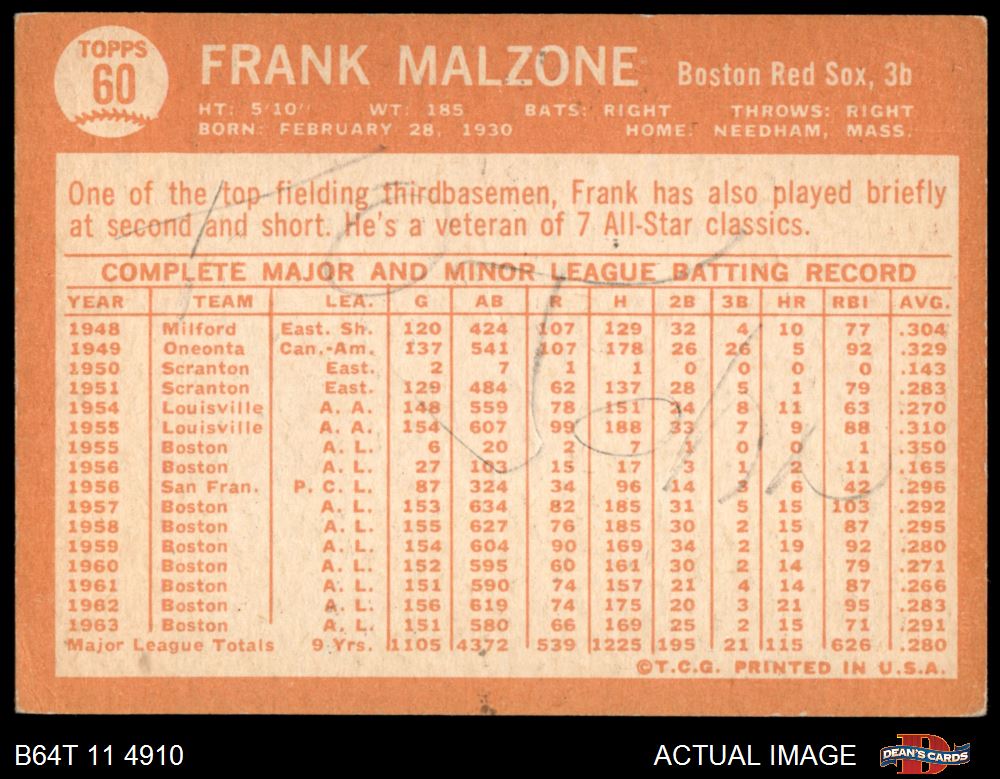 TOPPS
60
FRANK MALZONE Boston Red Sox, 3b
HT: 5'10" WT: 185 BATS: RIGHT THROWS: RIGHT
BORN: FEBRUARY 28, 1930 HOME: NEEDHAM, MASS.
One of the top fielding thirdbasemen, Frank has also played briefly
at second and short. He's a veteran of 7 All-Star classics.
COMPLETE MAJOR AND MINOR LEAGUE BATTING RECORD
YEAR TEAM LEA. G AB R H 2B 3B HR RBI AVG.
1948 Milford East. Sh. 120 424 107 129 32 4 10 77 .304
1949 Oneonta Can.-Am. 137 541 107 178 26 26 5 92 .329
1950 Scranton East. 2 7 1 1 0 0 0 0 .143
1951 Scranton East. 129 484 62 137 28 5 1 79 .283
1954 Louisville A. A. 148 559 78 151 24 8 11 63 .270
1955 Louisville A. A. 154 607 99 188 33 7 9 88 .310
1955 Boston A. L. 6 20 2 7 1 0 0 1 .350
1956 Boston A. L. 27 103 15 17 3 1 2 11 .165
1956 San Fran. P. C. L. 87 324 34 96 14 2 6 42 .296
1957 Boston A. L. 153 634 82 185 31 5 15 103 .292
1958 Boston A. L. 155 627 76 185 30 2 15 87 .295
1959 Boston A. L. 154 604 90 169 34 2 19 92 .280
1960 Boston A. L. 152 595 60 161 30 2 14 79 .271
1961 Boston A. L. 151 590 74 157 21 4 14 87 .266
1962 Boston A. L. 156 619 74 175 20 3 21 95 .283
1963 Boston A. L. 151 580 66 169 25 2 15 71 .291
Major League Totals 9 Yrs. 1105 4372 539 1225 195 21 115 626 .280
©T.C.G. PRINTED IN U.S.A.
B64T 11 4910 ACTUAL IMAGE DEAN'S CARDS